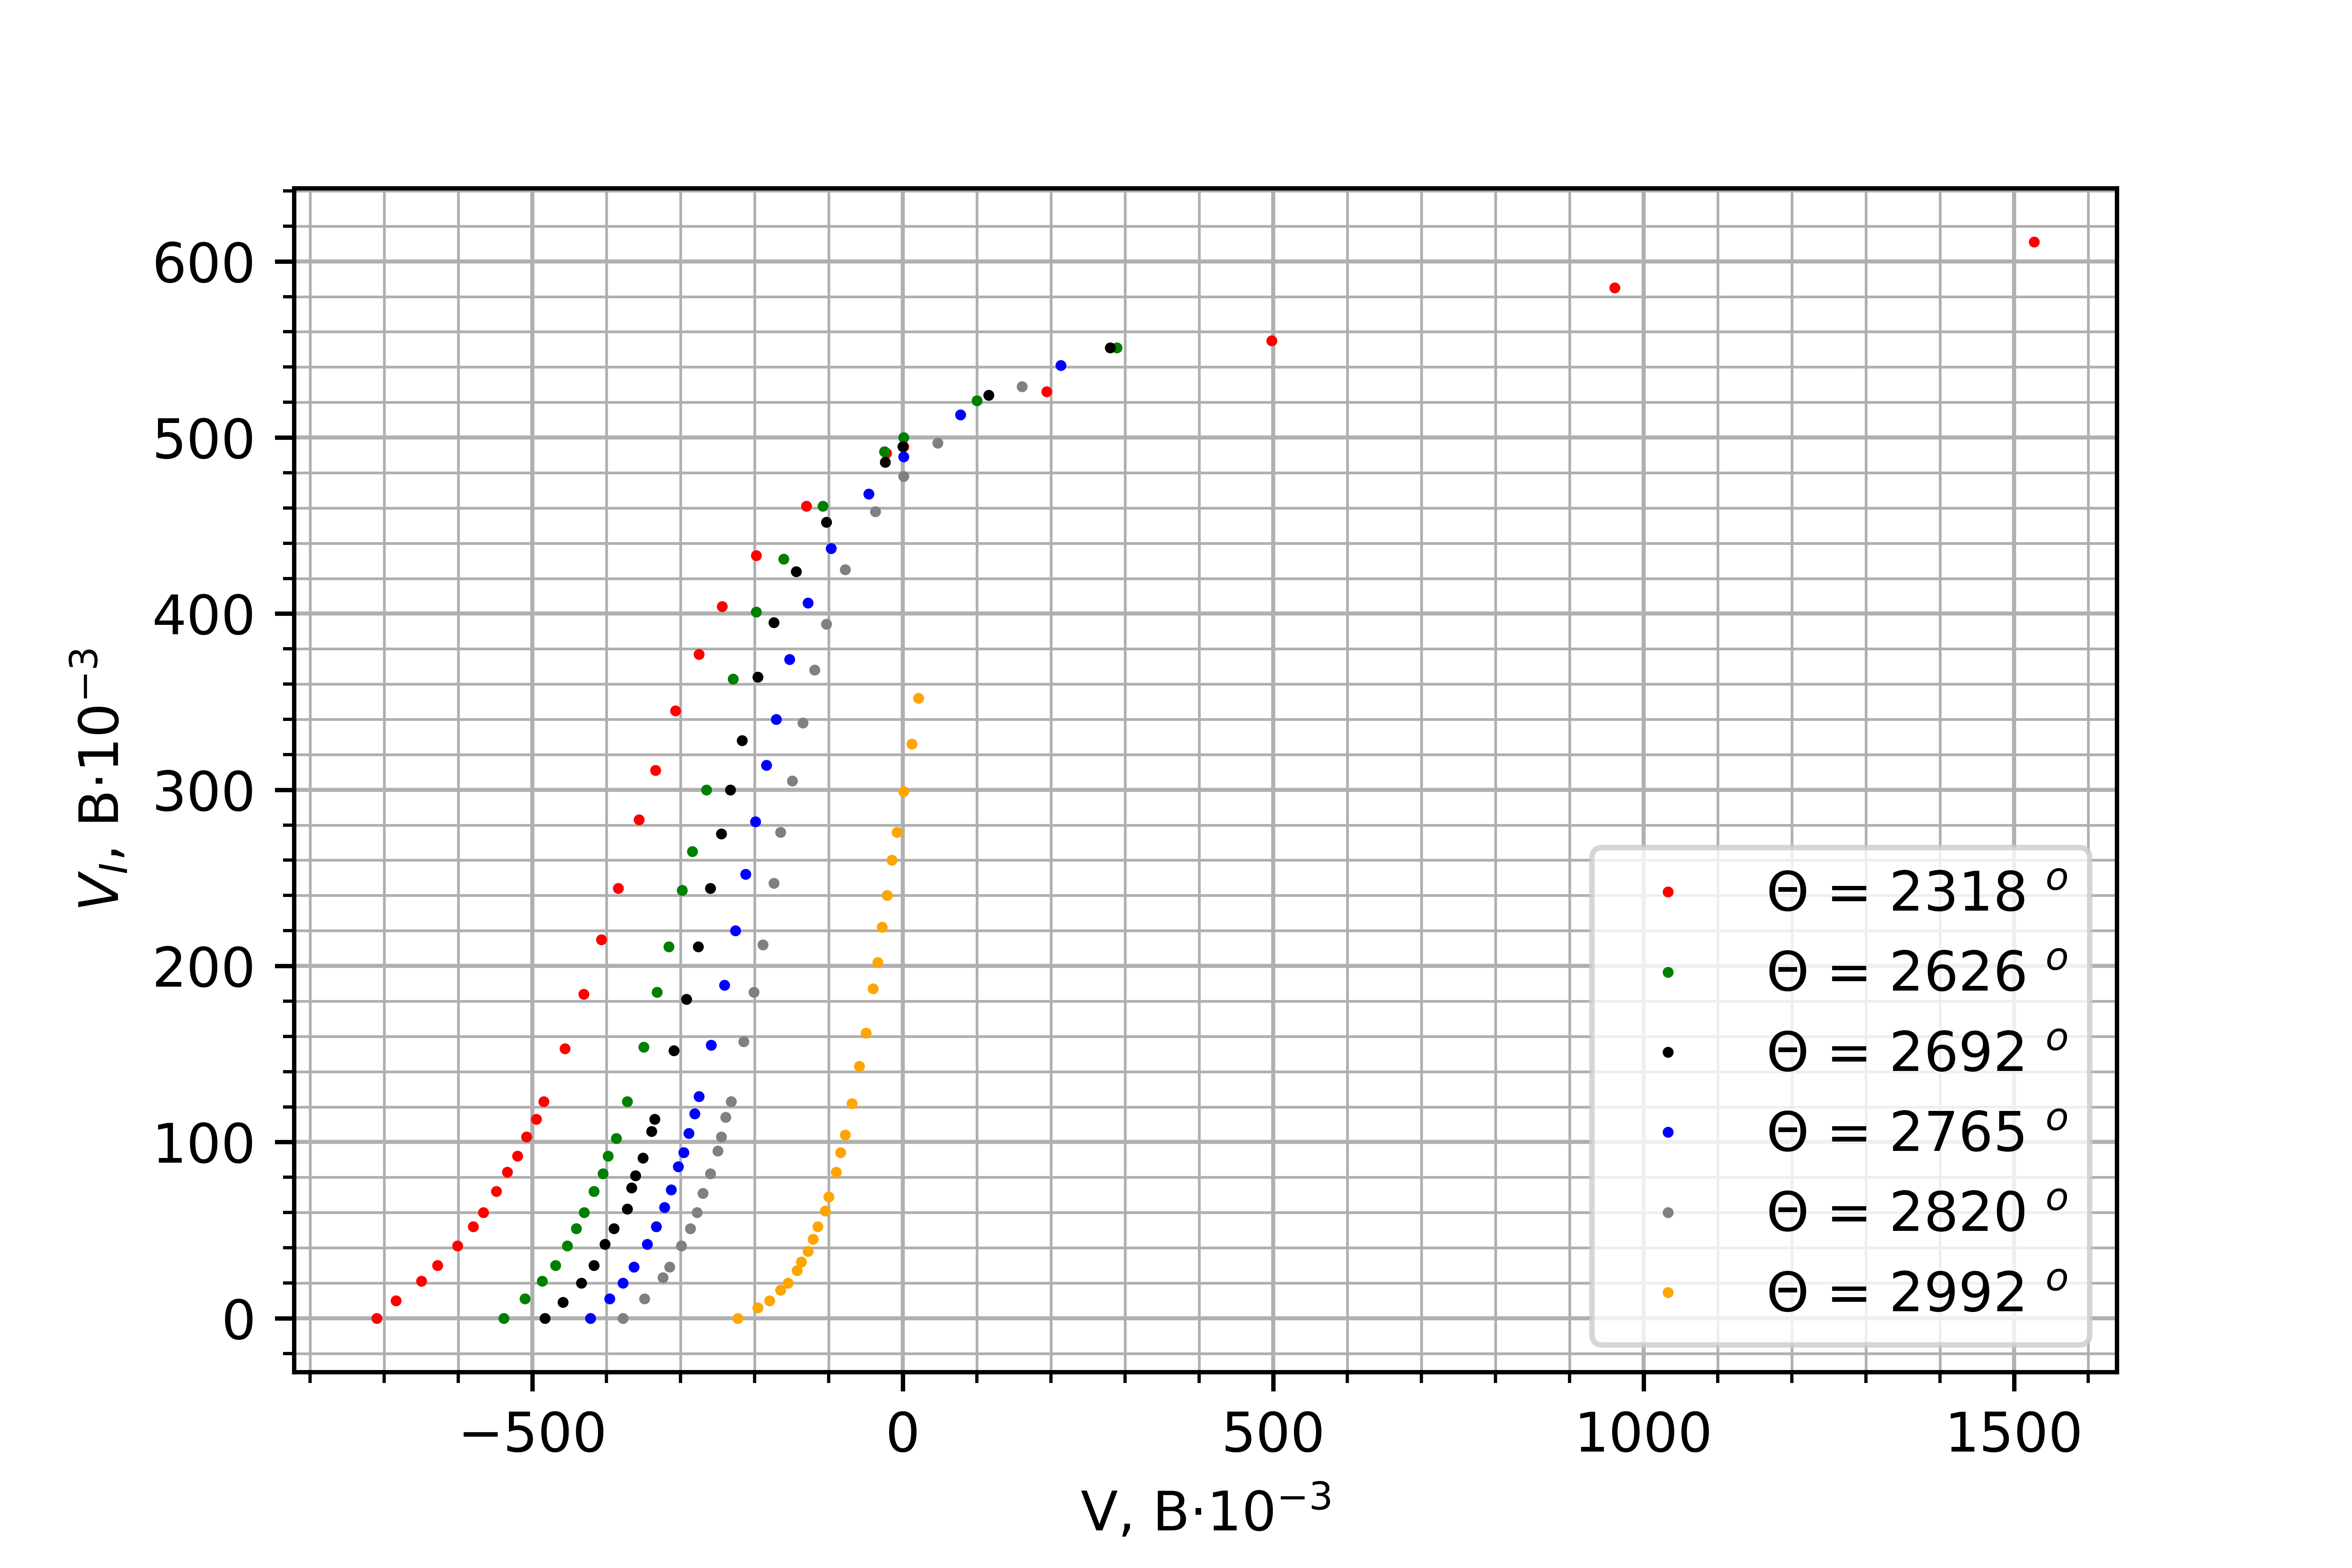 600
500
400
300
200
100
0
V_l, В·10⁻³
−500 0 500 1000 1500
V, В·10⁻³
Θ = 2318 ᵒ
Θ = 2626 ᵒ
Θ = 2692 ᵒ
Θ = 2765 ᵒ
Θ = 2820 ᵒ
Θ = 2992 ᵒ